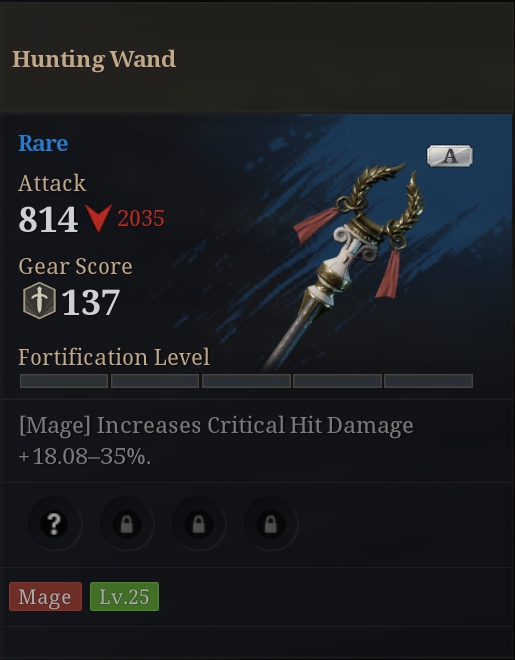 Hunting Wand
Rare
A
Attack
814 2035
Gear Score
137
Fortification Level
[Mage] Increases Critical Hit Damage
+18.08–35%.
?
Mage Lv.25